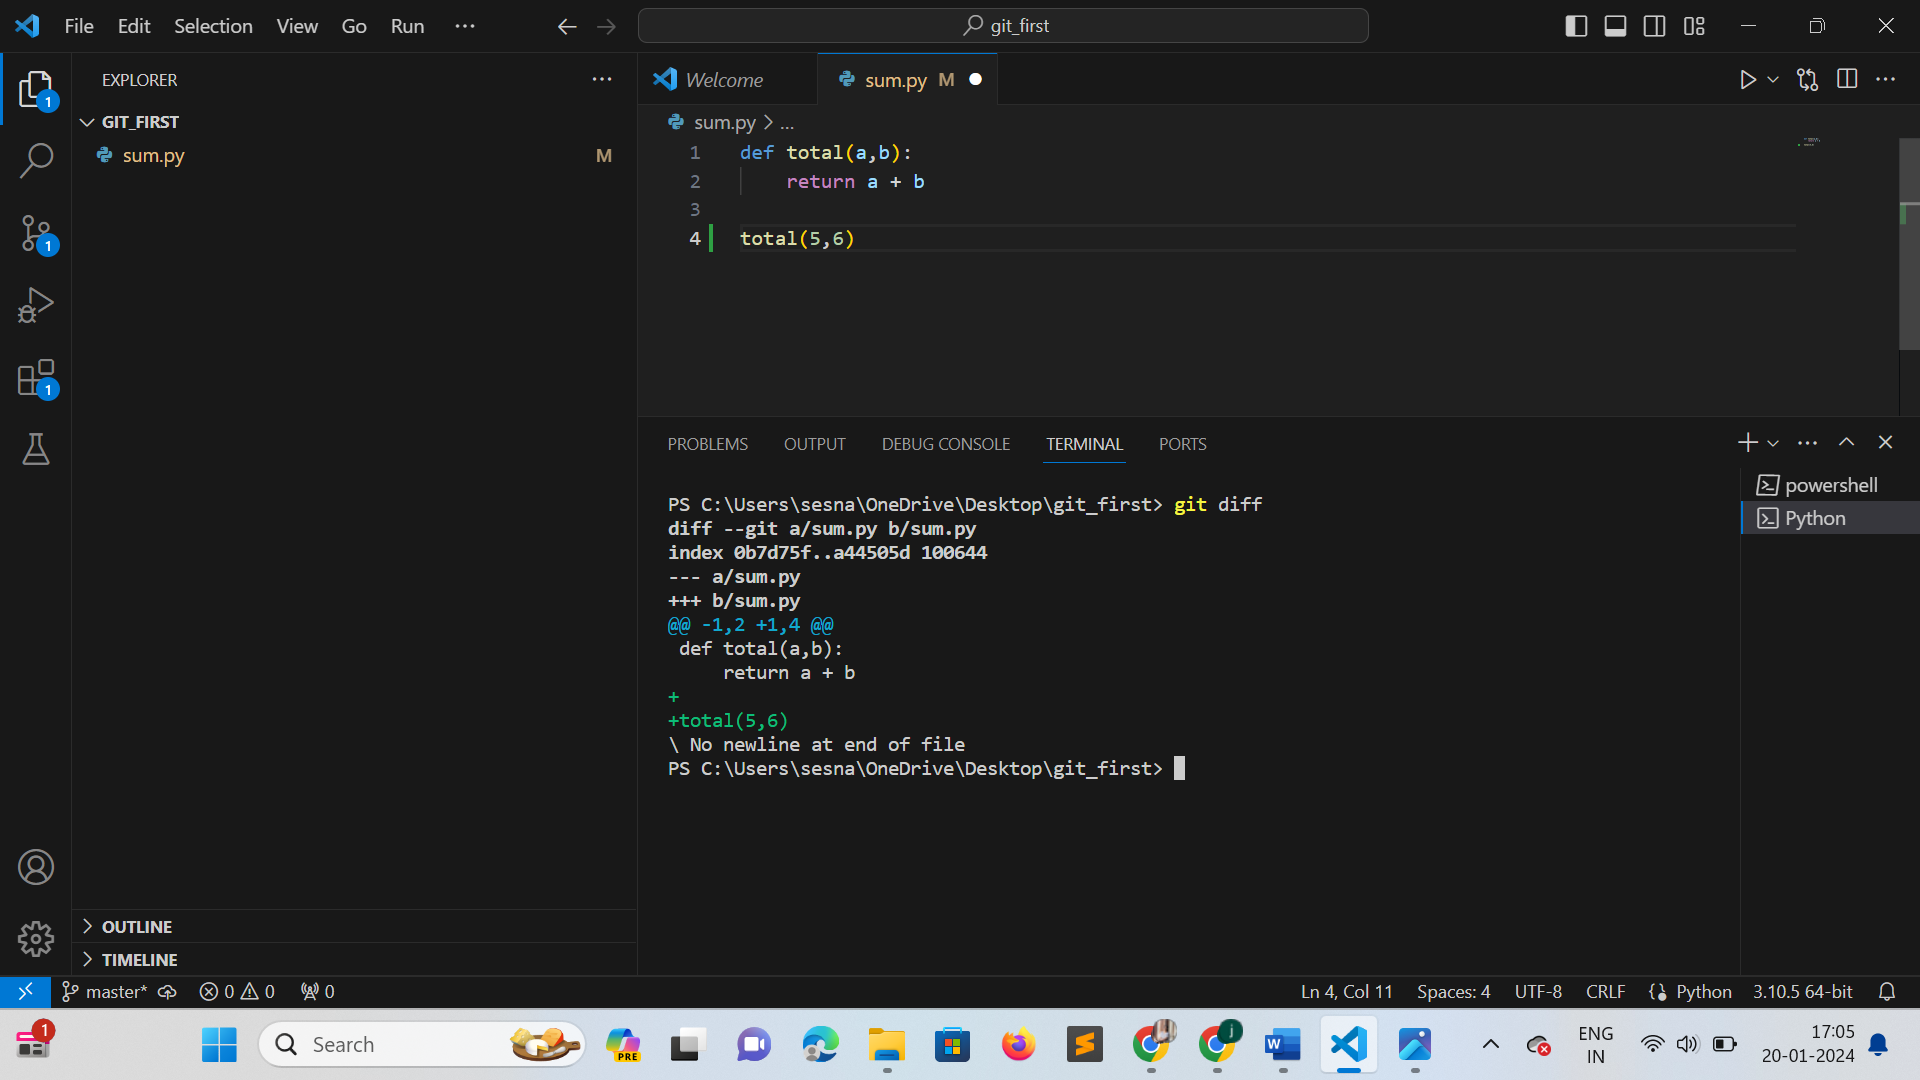 File Edit Selection View Go Run ···
git_first
EXPLORER
GIT_FIRST
sum.py M
1
1
1
Welcome
sum.py M
sum.py > ...
1 def total(a,b):
2 return a + b
3
4 total(5,6)
PROBLEMS OUTPUT DEBUG CONSOLE TERMINAL PORTS
powershell
Python
PS C:\Users\sesna\OneDrive\Desktop\git_first> git diff
diff --git a/sum.py b/sum.py
index 0b7d75f..a44505d 100644
--- a/sum.py
+++ b/sum.py
@@ -1,2 +1,4 @@
def total(a,b):
return a + b
+
+total(5,6)
\ No newline at end of file
PS C:\Users\sesna\OneDrive\Desktop\git_first>
OUTLINE
TIMELINE
master* 0 0 0
Ln 4, Col 11 Spaces: 4 UTF-8 CRLF Python 3.10.5 64-bit
1
Search
PRE
j
W
ENG
IN
17:05
20-01-2024